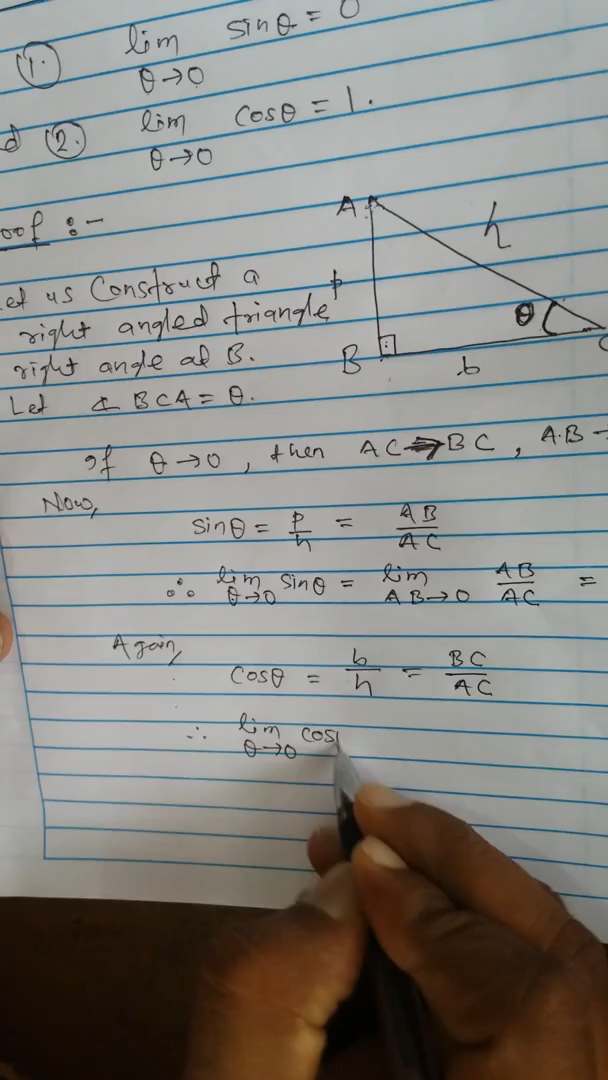 1. lim sinθ = 0
θ→0
d 2. lim cosθ = 1.
θ→0
oof :-
et us Construct a
right angled triangle
right angle at B.
Let ∠ BCA = θ.
A
h
p
θ
B
b
C
If θ→0, then AC→BC, AB→
Now,
sinθ = p/h = AB/AC
∴ lim sinθ = lim AB/AC =
θ→0 AB→0
Again,
cosθ = b/h = BC/AC
∴ lim cos
θ→0